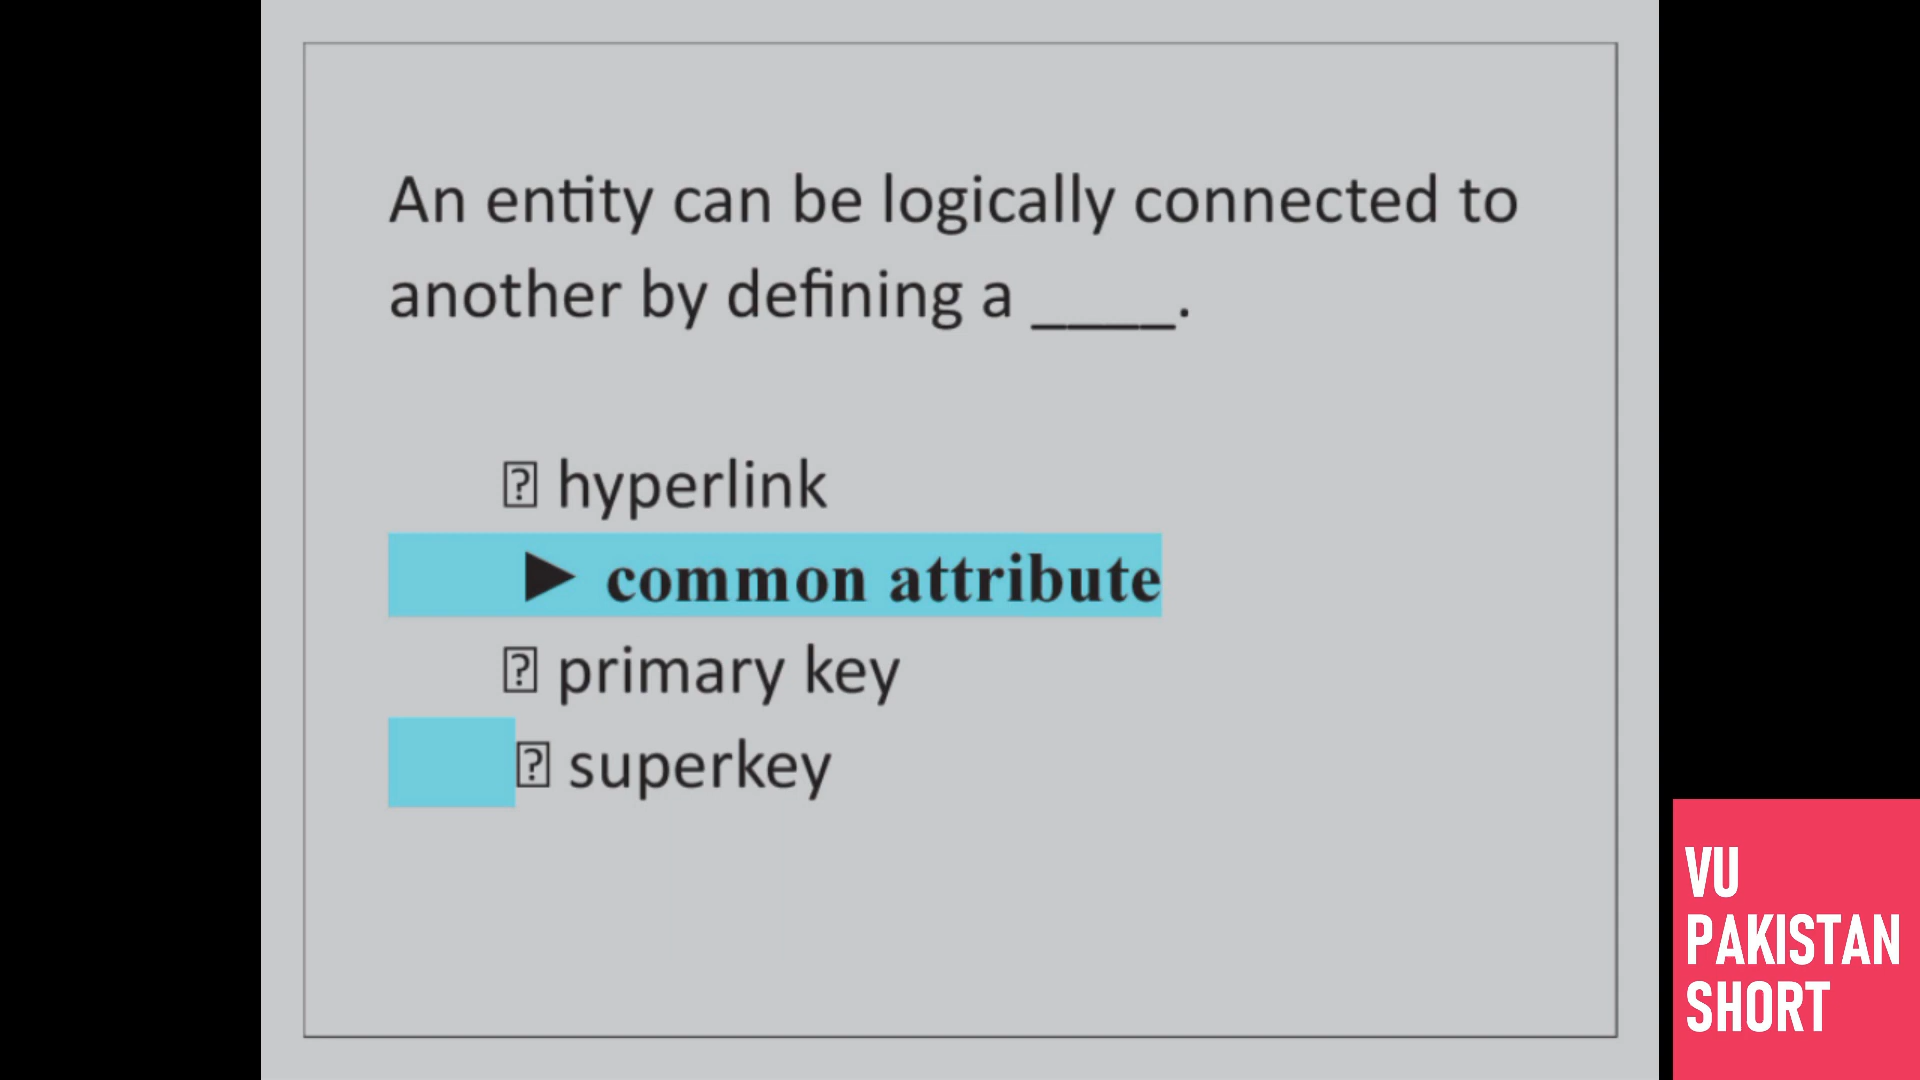 An entity can be logically connected to
another by defining a ____.
⍰ hyperlink
► common attribute
⍰ primary key
⍰ superkey
VU
PAKISTAN
SHORT